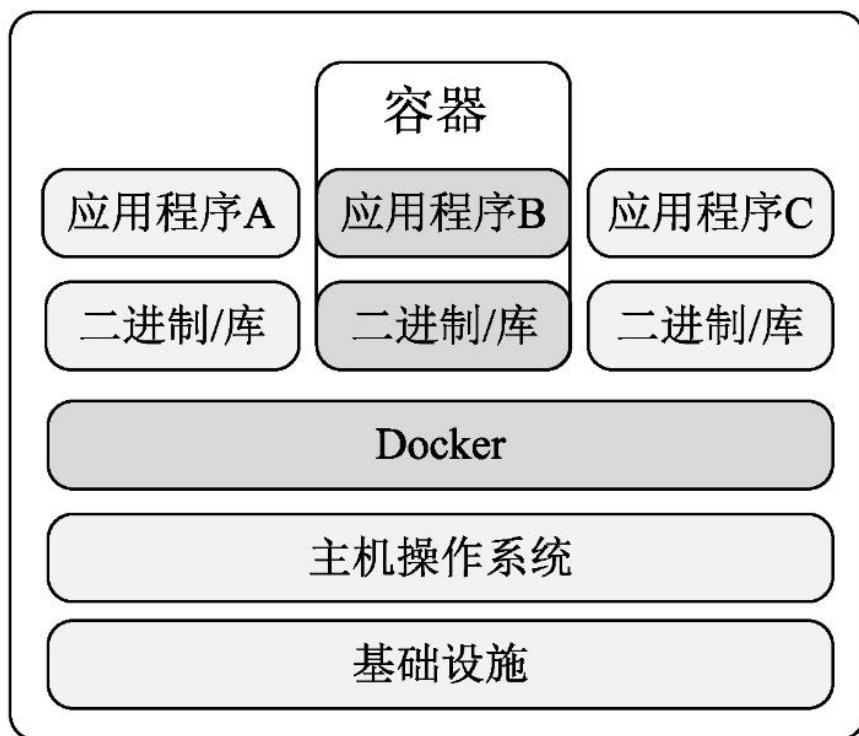 容器
应用程序A
应用程序B
应用程序C
二进制/库
二进制/库
二进制/库
Docker
主机操作系统
基础设施